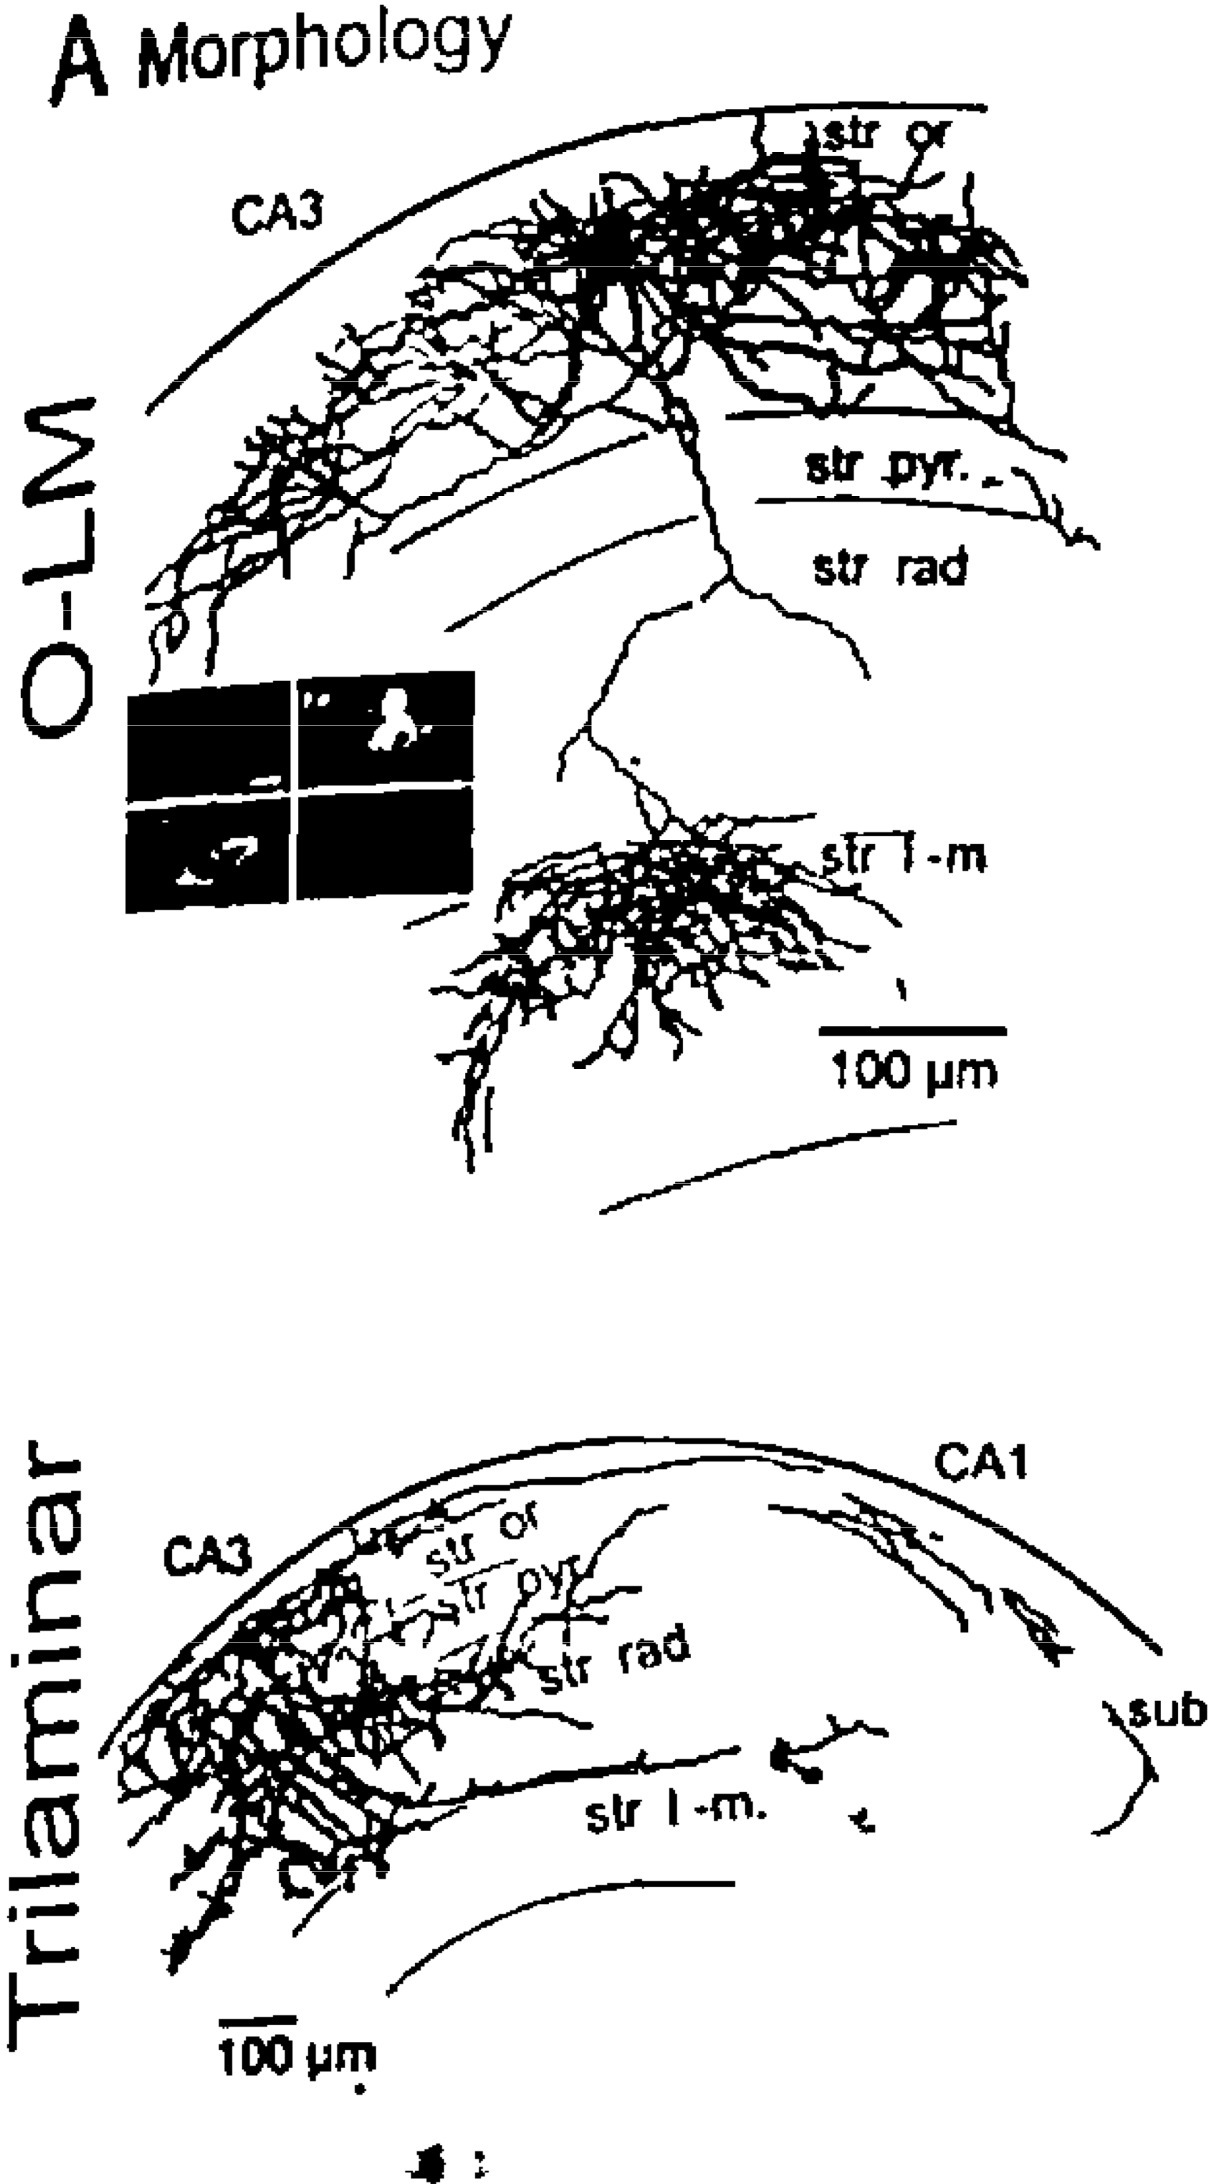 A Morphology
str or
CA3
O-LM
str pyr.
str rad
str l-m
100 µm
Trilaminar
CA1
CA3
str or
str pyr
str rad
sub
str l-m.
100 µm